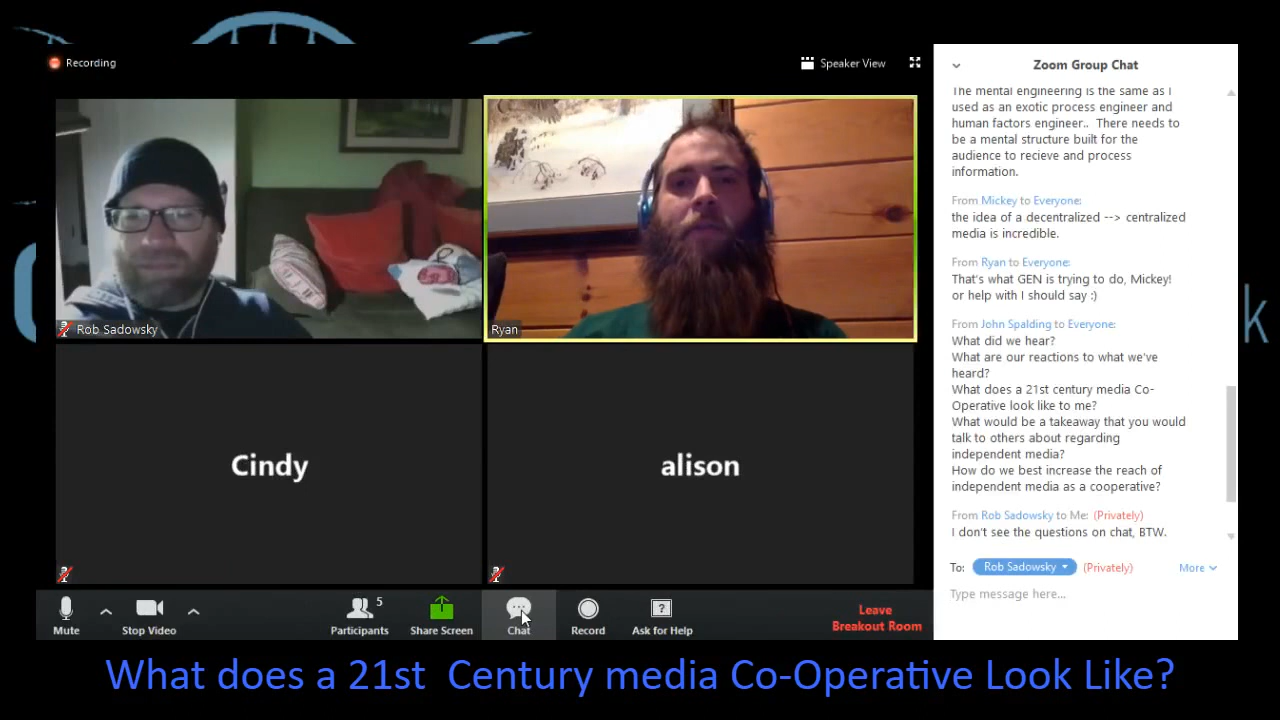 Recording
Speaker View
Rob Sadowsky
Ryan
Cindy
alison
Mute
Stop Video
5
Participants
Share Screen
Chat
Record
?
Ask for Help
Leave
Breakout Room
Zoom Group Chat
The mental engineering is the same as I
used as an exotic process engineer and
human factors engineer.. There needs to
be a mental structure built for the
audience to recieve and process
information.
From Mickey to Everyone:
the idea of a decentralized --> centralized
media is incredible.
From Ryan to Everyone:
That's what GEN is trying to do, Mickey!
or help with I should say :)
From John Spalding to Everyone:
What did we hear?
What are our reactions to what we've
heard?
What does a 21st century media Co-
Operative look like to me?
What would be a takeaway that you would
talk to others about regarding
independent media?
How do we best increase the reach of
independent media as a cooperative?
From Rob Sadowsky to Me: (Privately)
I don't see the questions on chat, BTW.
To: Rob Sadowsky (Privately) More
Type message here...
k
What does a 21st Century media Co-Operative Look Like?